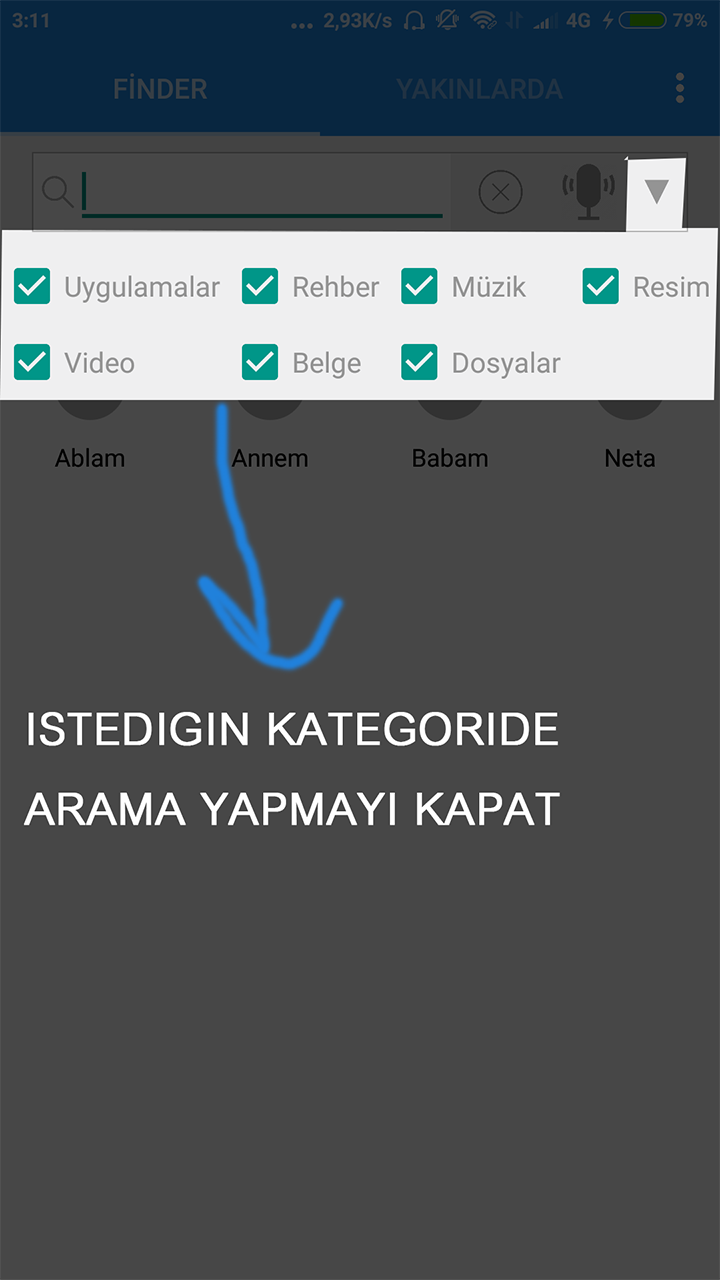 3:11 ... 2,93K/s 4G 79%
FİNDER YAKINLARDA
Uygulamalar Rehber Müzik Resim
Video Belge Dosyalar
Ablam Annem Babam Neta
ISTEDIGIN KATEGORIDE
ARAMA YAPMAYI KAPAT